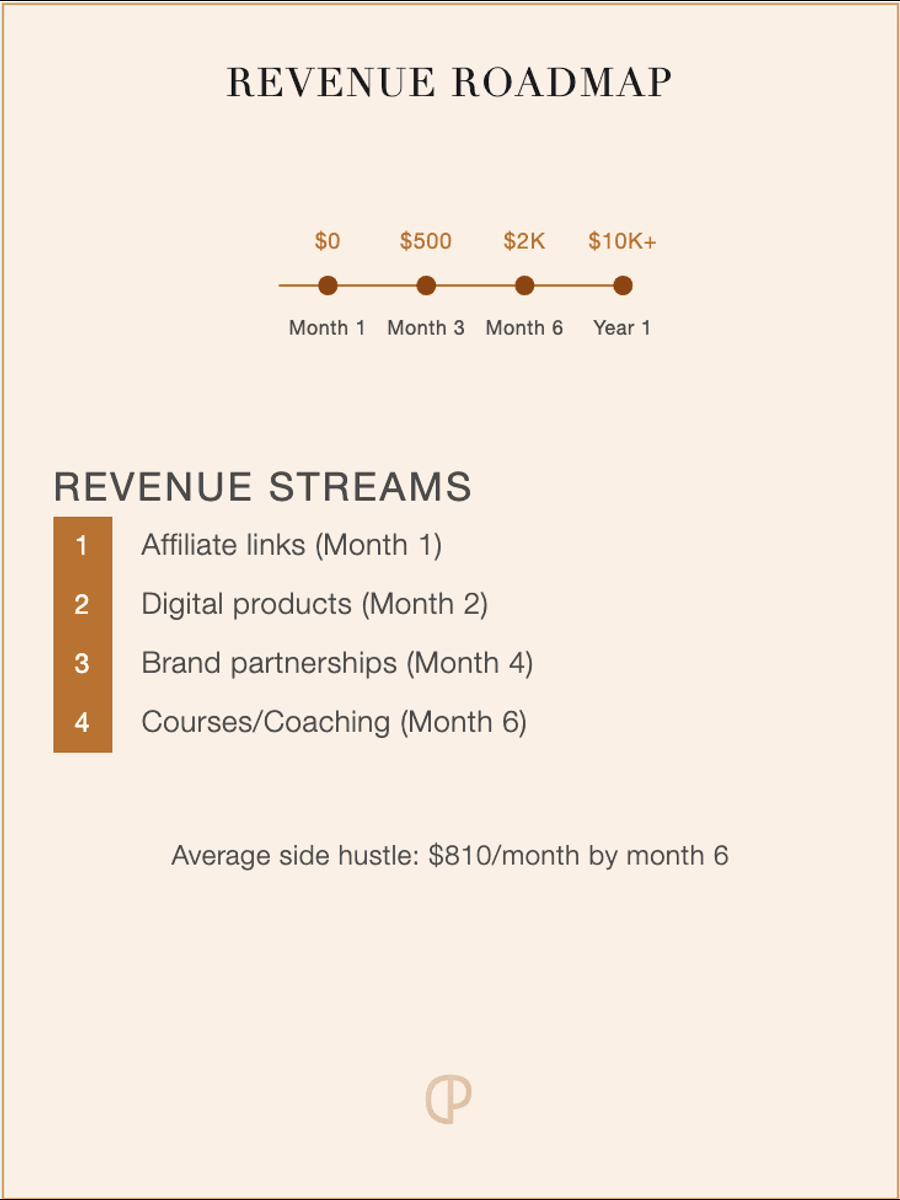 REVENUE ROADMAP
$0 $500 $2K $10K+
Month 1 Month 3 Month 6 Year 1
REVENUE STREAMS
1 Affiliate links (Month 1)
2 Digital products (Month 2)
3 Brand partnerships (Month 4)
4 Courses/Coaching (Month 6)
Average side hustle: $810/month by month 6